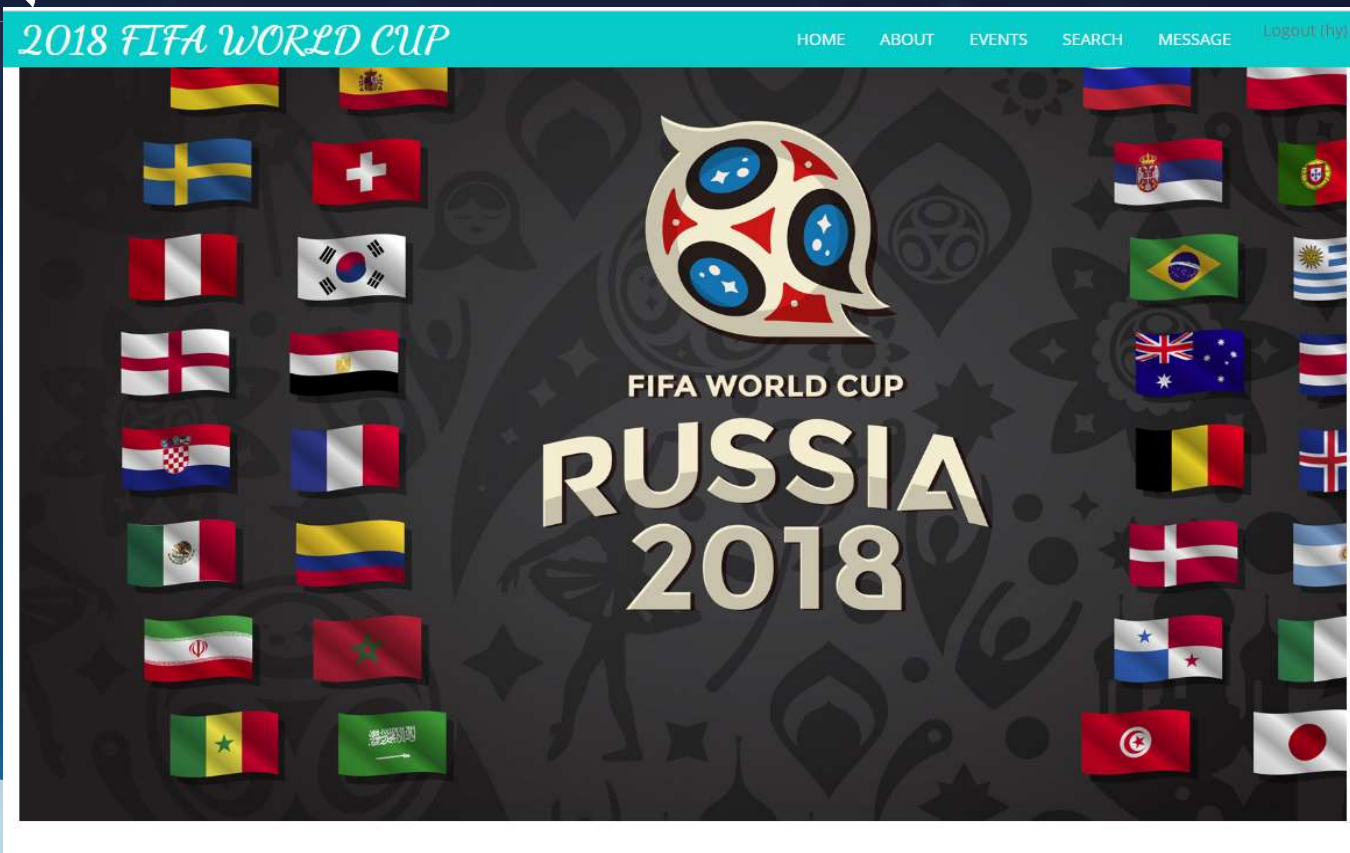 2018 FIFA WORLD CUP
HOME ABOUT EVENTS SEARCH MESSAGE Logout (hy)
FIFA WORLD CUP
RUSSIA
2018